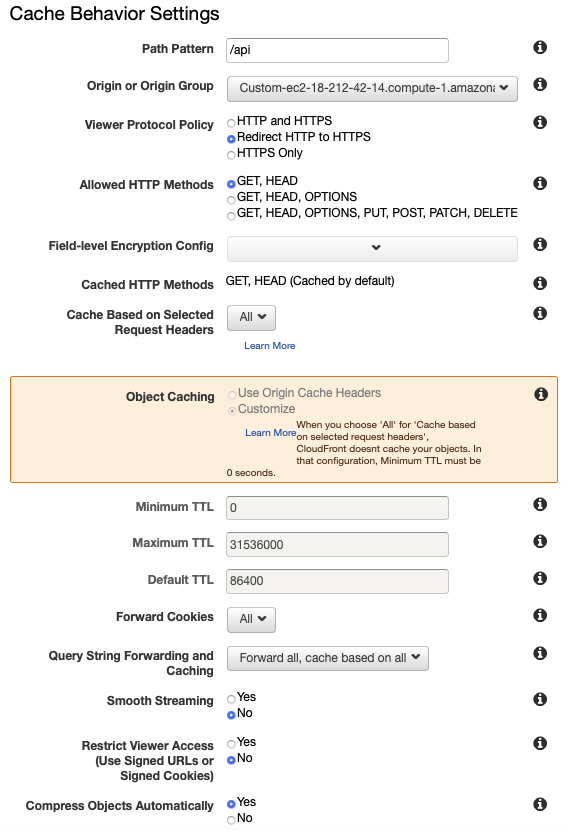 Cache Behavior Settings
Path Pattern
/api
Origin or Origin Group
Custom-ec2-18-212-42-14.compute-1.amazona
Viewer Protocol Policy
HTTP and HTTPS
Redirect HTTP to HTTPS
HTTPS Only
Allowed HTTP Methods
GET, HEAD
GET, HEAD, OPTIONS
GET, HEAD, OPTIONS, PUT, POST, PATCH, DELETE
Field-level Encryption Config
Cached HTTP Methods
GET, HEAD (Cached by default)
Cache Based on Selected
Request Headers
All
Learn More
Object Caching
Use Origin Cache Headers
Customize
Learn More
When you choose 'All' for 'Cache based
on selected request headers',
CloudFront doesnt cache your objects. In
that configuration, Minimum TTL must be
0 seconds.
Minimum TTL
0
Maximum TTL
31536000
Default TTL
86400
Forward Cookies
All
Query String Forwarding and
Caching
Forward all, cache based on all
Smooth Streaming
Yes
No
Restrict Viewer Access
(Use Signed URLs or
Signed Cookies)
Yes
No
Compress Objects Automatically
Yes
No